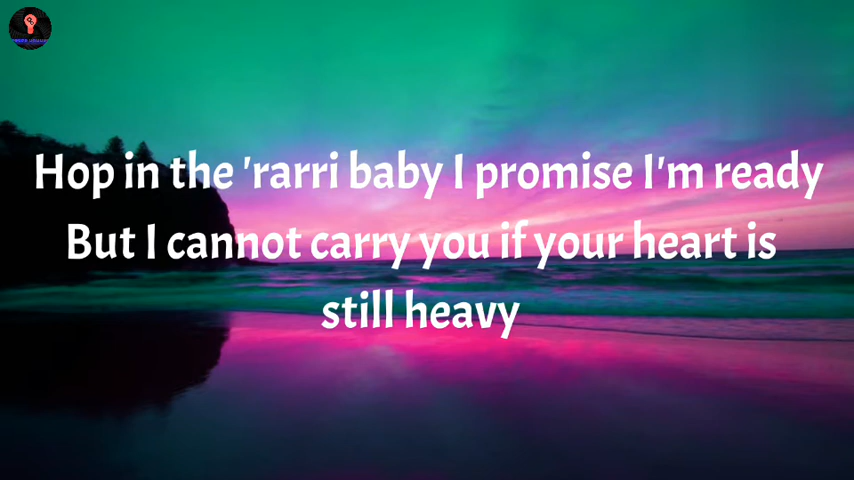 Hop in the 'rarri baby I promise I'm ready
But I cannot carry you if your heart is
still heavy